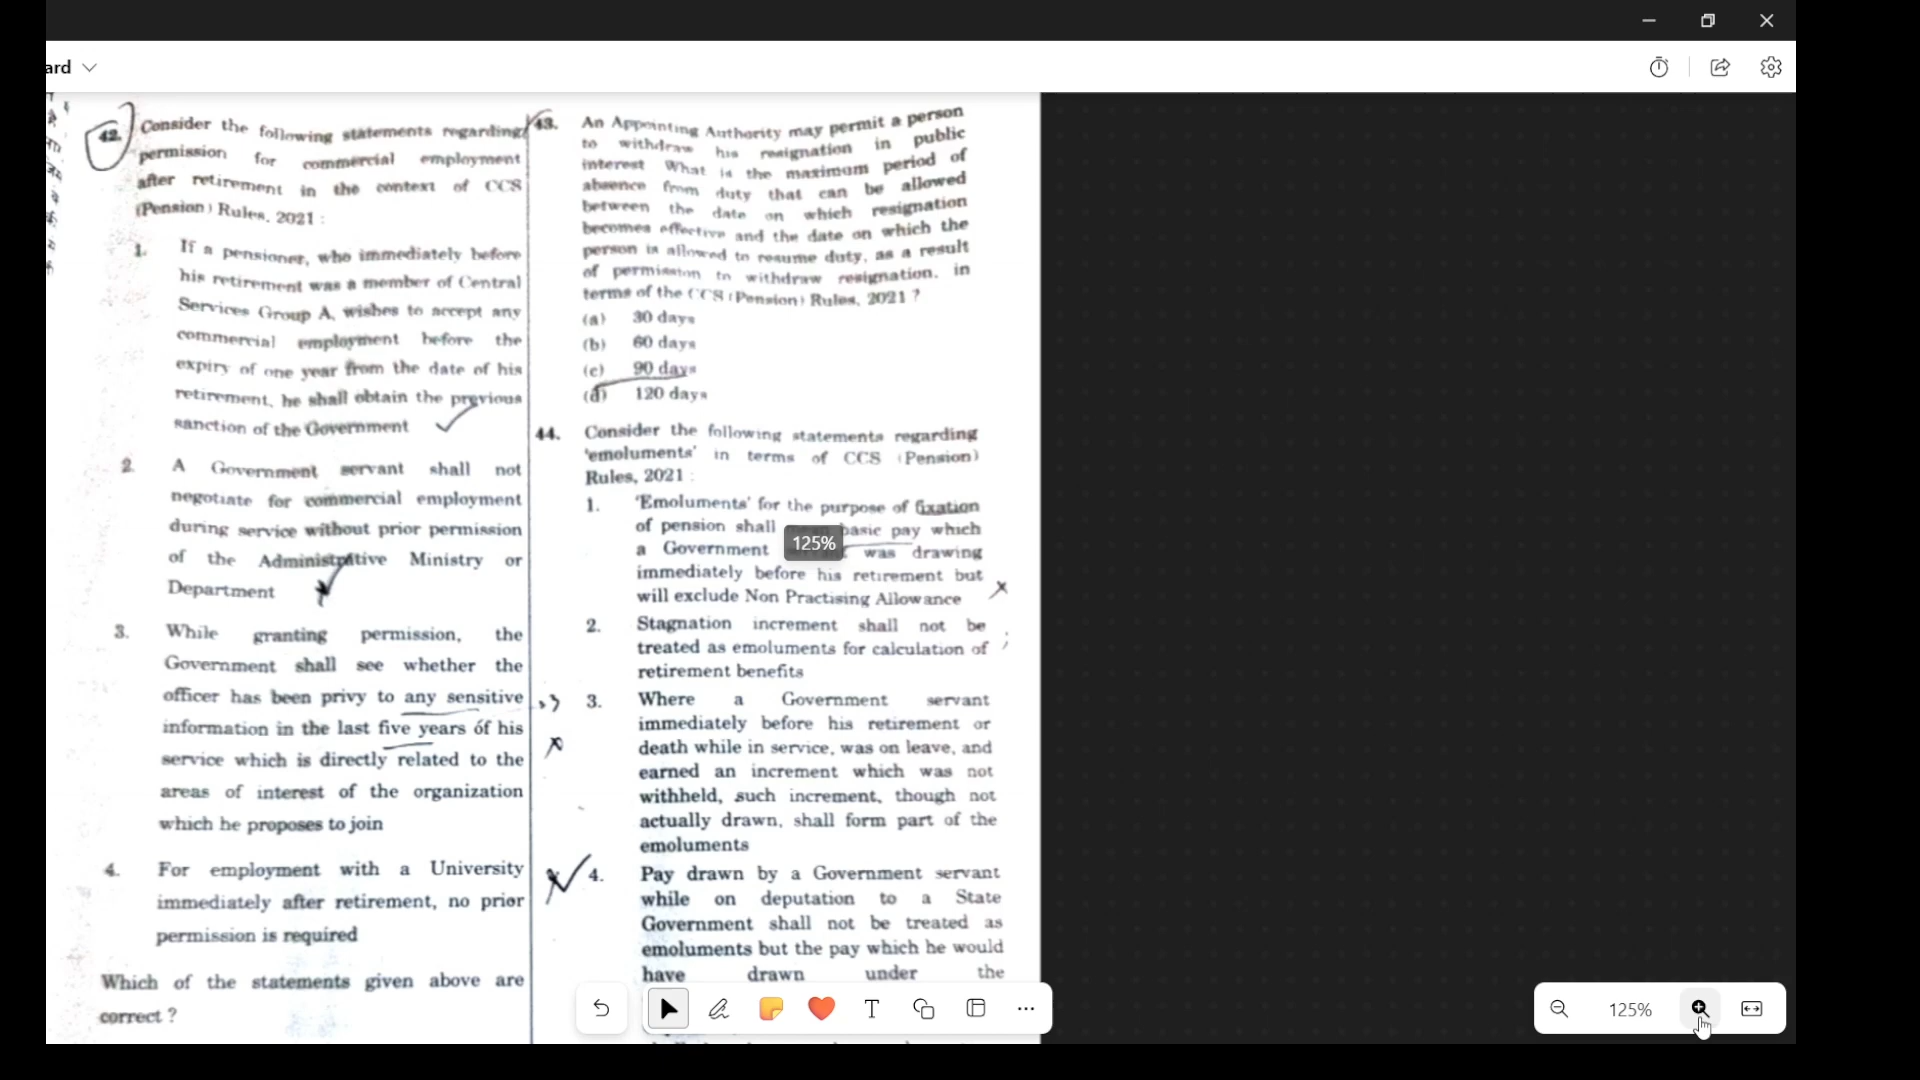 ard
42. Consider the following statements regarding
permission for commercial employment
after retirement in the context of CCS
(Pension) Rules, 2021 :
1. If a pensioner, who immediately before
his retirement was a member of Central
Services Group A, wishes to accept any
commercial employment before the
expiry of one year from the date of his
retirement, he shall obtain the previous
sanction of the Government
2. A Government servant shall not
negotiate for commercial employment
during service without prior permission
of the Administrative Ministry or
Department
3. While granting permission, the
Government shall see whether the
officer has been privy to any sensitive
information in the last five years of his
service which is directly related to the
areas of interest of the organization
which he proposes to join
4. For employment with a University
immediately after retirement, no prior
permission is required
Which of the statements given above are
correct ?
43. An Appointing Authority may permit a person
to withdraw his resignation in public
interest What is the maximum period of
absence from duty that can be allowed
between the date on which resignation
becomes effective and the date on which the
person is allowed to resume duty, as a result
of permission to withdraw resignation, in
terms of the CCS (Pension) Rules, 2021 ?
(a) 30 days
(b) 60 days
(c) 90 days
(d) 120 days
44. Consider the following statements regarding
'emoluments' in terms of CCS (Pension)
Rules, 2021 :
1. 'Emoluments' for the purpose of fixation
of pension shall basic pay which
a Government was drawing
immediately before his retirement but
will exclude Non Practising Allowance
2. Stagnation increment shall not be
treated as emoluments for calculation of
retirement benefits
3. Where a Government servant
immediately before his retirement or
death while in service, was on leave, and
earned an increment which was not
withheld, such increment, though not
actually drawn, shall form part of the
emoluments
4. Pay drawn by a Government servant
while on deputation to a State
Government shall not be treated as
emoluments but the pay which he would
have drawn under the
125%
125%